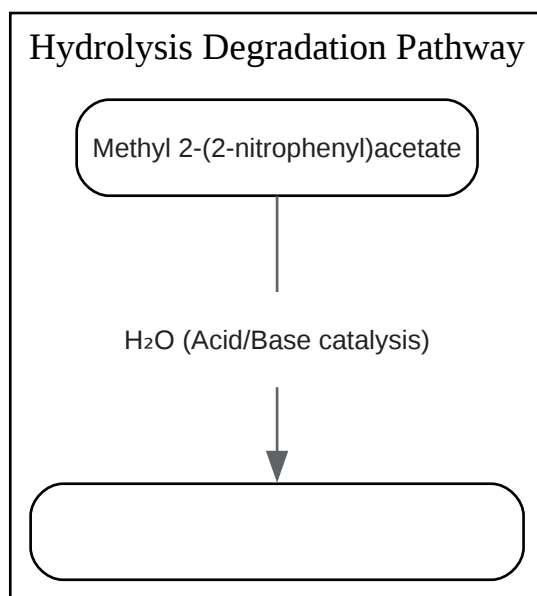 Hydrolysis Degradation Pathway
Methyl 2-(2-nitrophenyl)acetate
H₂O (Acid/Base catalysis)